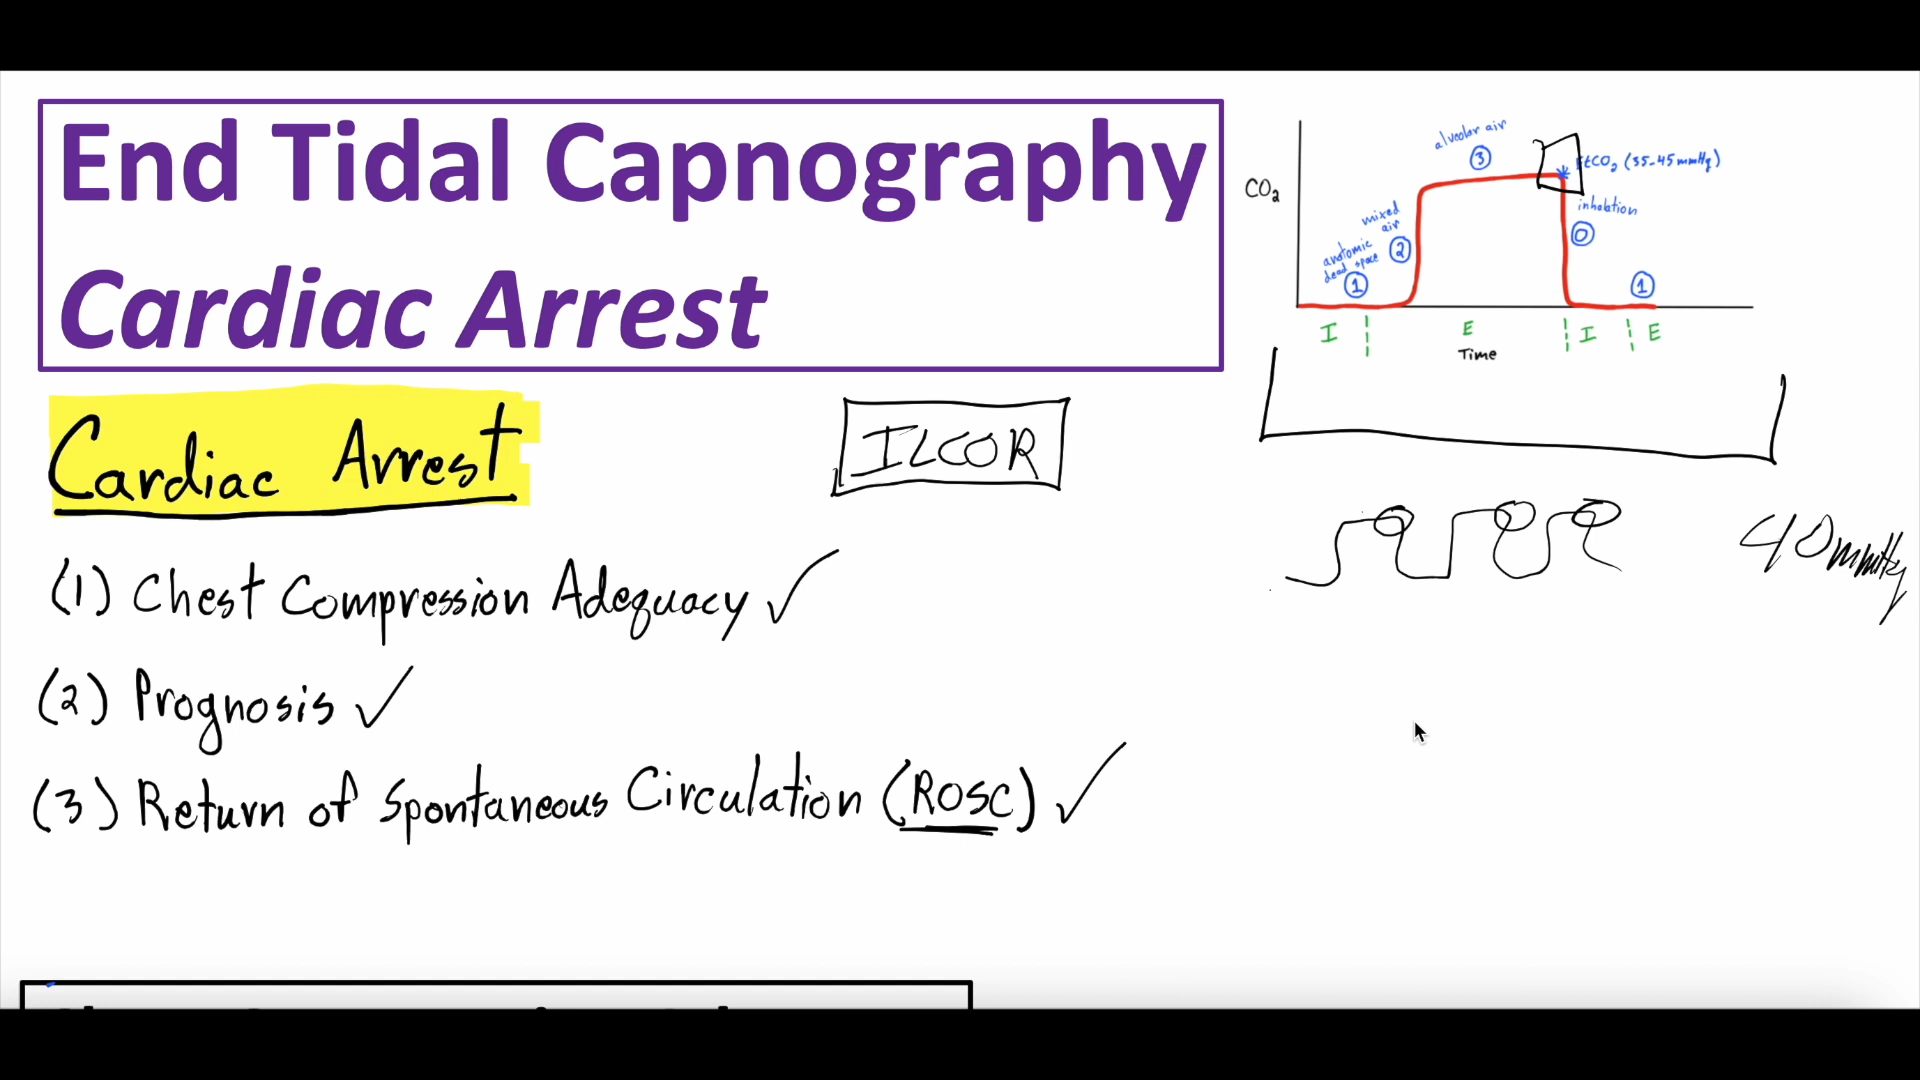 End Tidal Capnography
Cardiac Arrest
Cardiac Arrest
ILCOR
(1) Chest Compression Adequacy ✓
(2) Prognosis ✓
(3) Return of Spontaneous Circulation (ROSC) ✓
CO₂
alveolar air
3
EtCO₂ (35-45mmHg)
mixed
air
2
inhalation
0
anatomic
dead space
1
1
I
E
I
E
Time
40mmHg